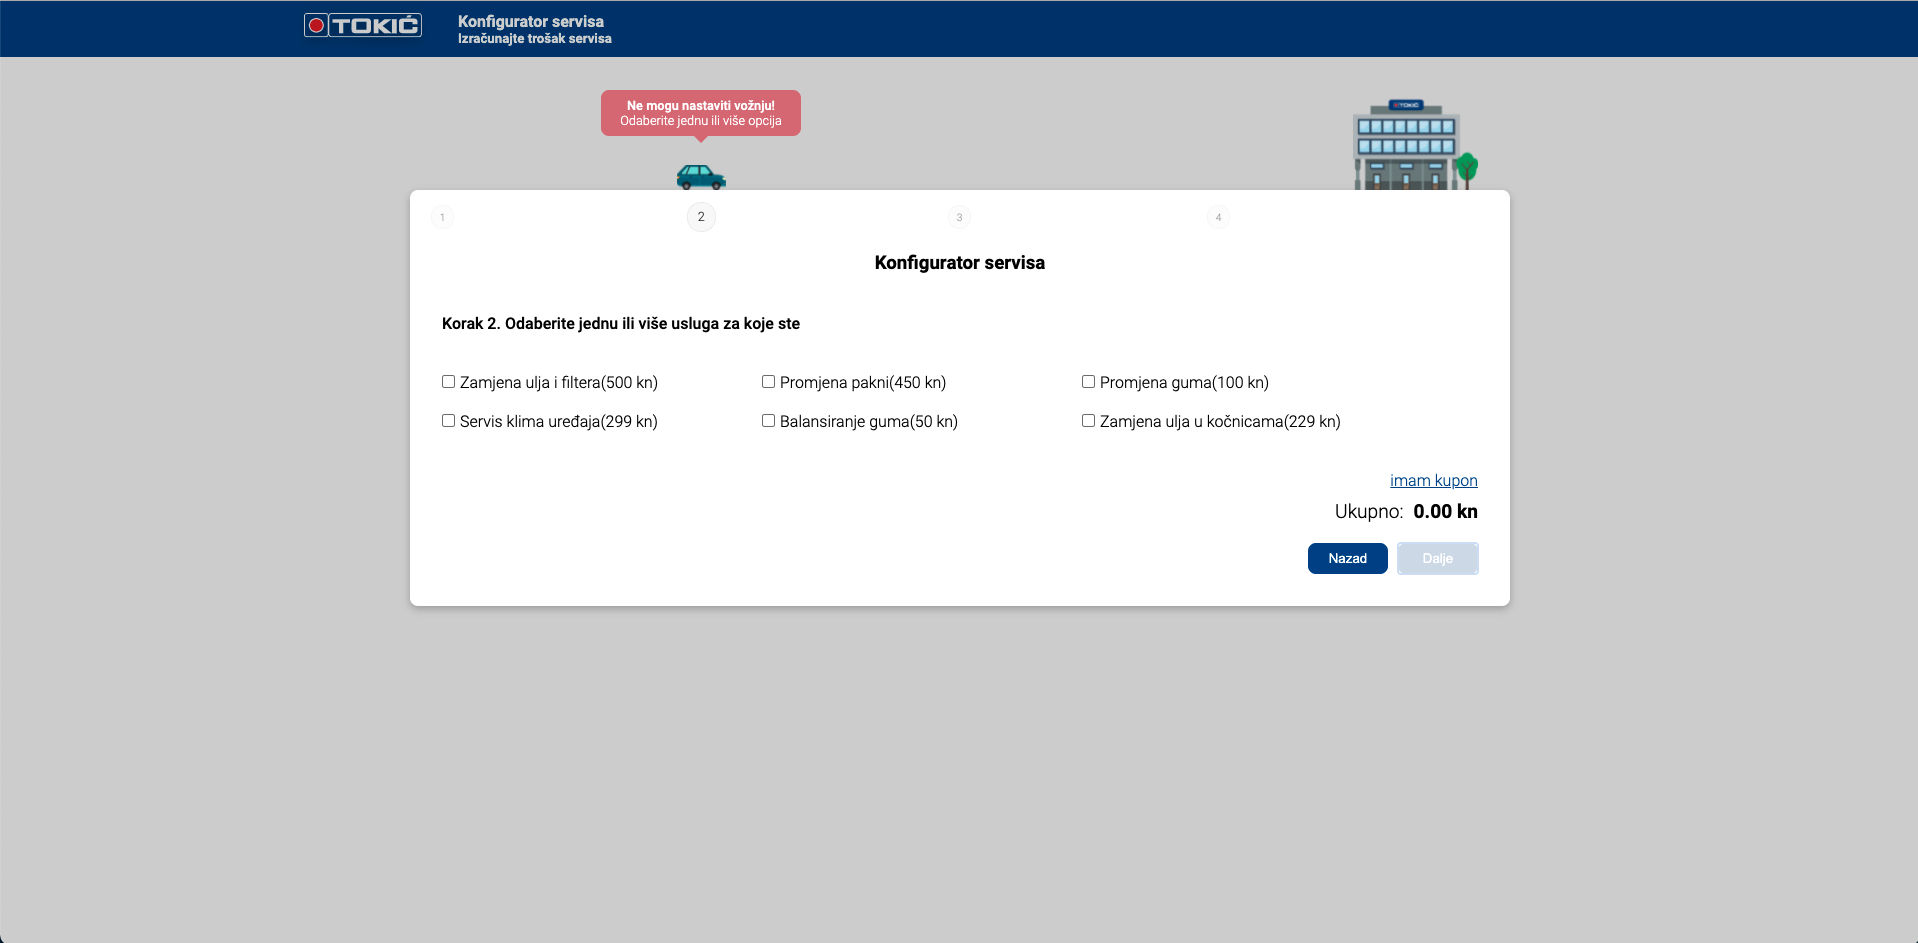 TOKIĆ
Konfigurator servisa
Izračunajte trošak servisa
Ne mogu nastaviti vožnju!
Odaberite jednu ili više opcija
TOKIĆ
1
2
3
4
Konfigurator servisa
Korak 2. Odaberite jednu ili više usluga za koje ste
Zamjena ulja i filtera(500 kn)
Promjena pakni(450 kn)
Promjena guma(100 kn)
Servis klima uređaja(299 kn)
Balansiranje guma(50 kn)
Zamjena ulja u kočnicama(229 kn)
imam kupon
Ukupno: 0.00 kn
Nazad
Dalje